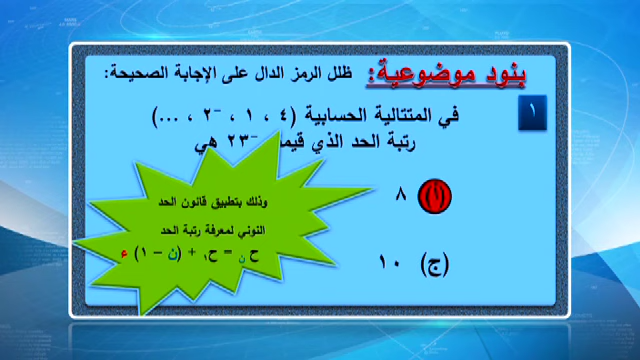 بنود موضوعية: ظلل الرمز الدال على الإجابة الصحيحة:
١
في المتتالية الحسابية (٤ ، ١ ، ⁻٢ ، ...)
رتبة الحد الذي قيمته ⁻٢٣ هي
(أ) ٨
(ج) ١٠
وذلك بتطبيق قانون الحد
النوني لمعرفة رتبة الحد
ح ن = ح١ + (ن – ١) ء